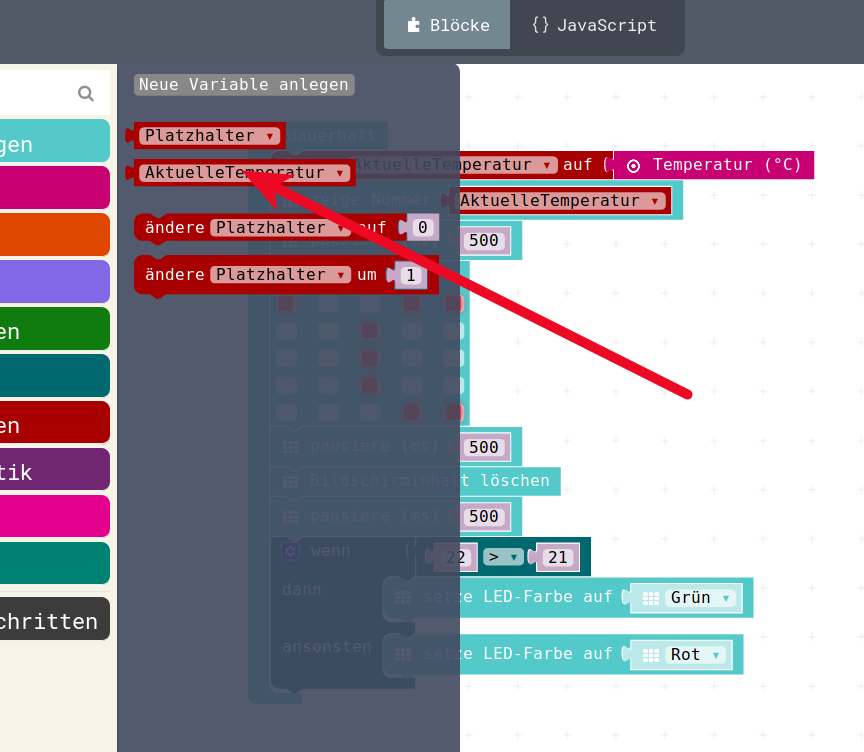 Blöcke
{} JavaScript
Neue Variable anlegen
gen
en
en
tik
chritten
Platzhalter
AktuelleTemperatur
ändere Platzhalter auf 0
ändere Platzhalter um 1
dauerhaft
AktuelleTemperatur auf Temperatur (°C)
zeige Nummer AktuelleTemperatur
500
pausiere (ms) 500
Bildschirminhalt löschen
pausiere (ms) 500
wenn 22 > 21
dann setze LED-Farbe auf Grün
ansonsten setze LED-Farbe auf Rot